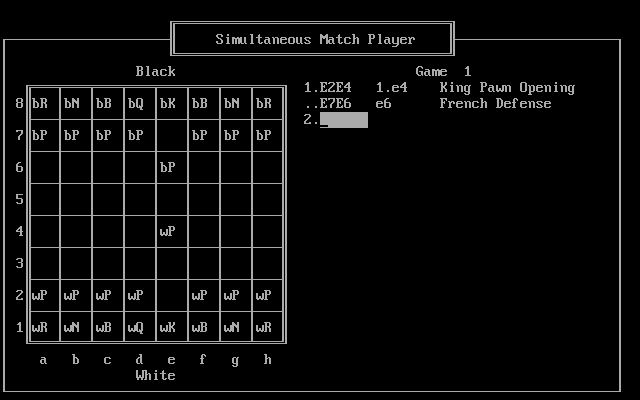 Simultaneous Match Player
Black
Game 1
1.E2E4 1.e4 King Pawn Opening
..E7E6 e6 French Defense
2._
8 bR bN bB bQ bK bB bN bR
7 bP bP bP bP bP bP bP
6 bP
5
4 wP
3
2 wP wP wP wP wP wP wP
1 wR wN wB wQ wK wB wN wR
a b c d e f g h
White